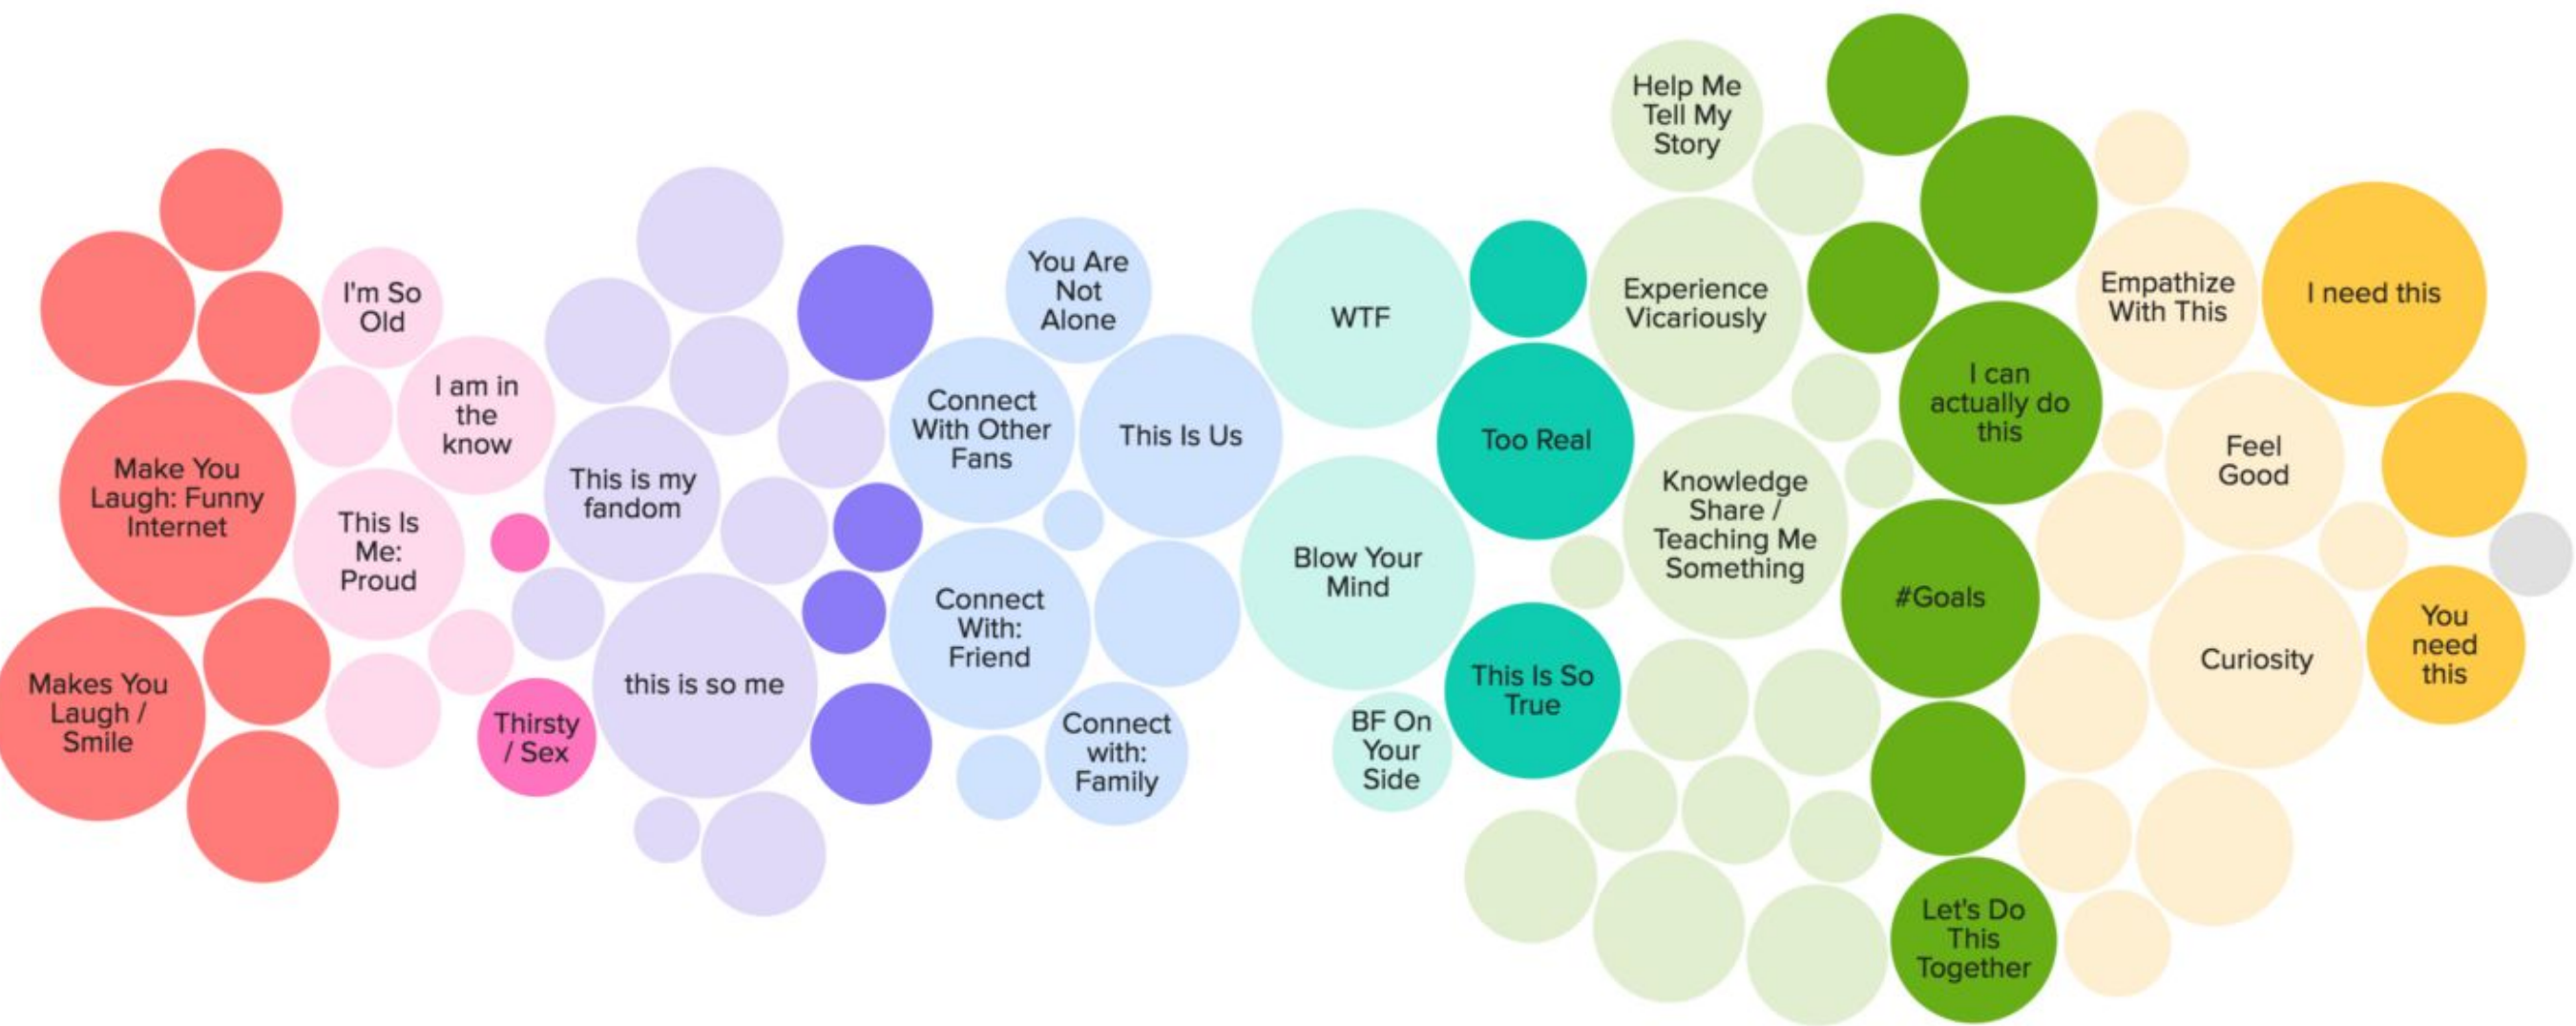 Make You
Laugh: Funny
Internet
Makes You
Laugh /
Smile
I'm So
Old
I am in
the
know
This Is
Me:
Proud
Thirsty
/ Sex
This is my
fandom
this is so me
You Are
Not
Alone
Connect
With Other
Fans
This Is Us
Connect
With:
Friend
Connect
with:
Family
WTF
Blow Your
Mind
BF On
Your
Side
Too Real
This Is So
True
Help Me
Tell My
Story
Experience
Vicariously
Knowledge
Share /
Teaching Me
Something
I can
actually do
this
#Goals
Let's Do
This
Together
Empathize
With This
Feel
Good
Curiosity
I need this
You
need
this